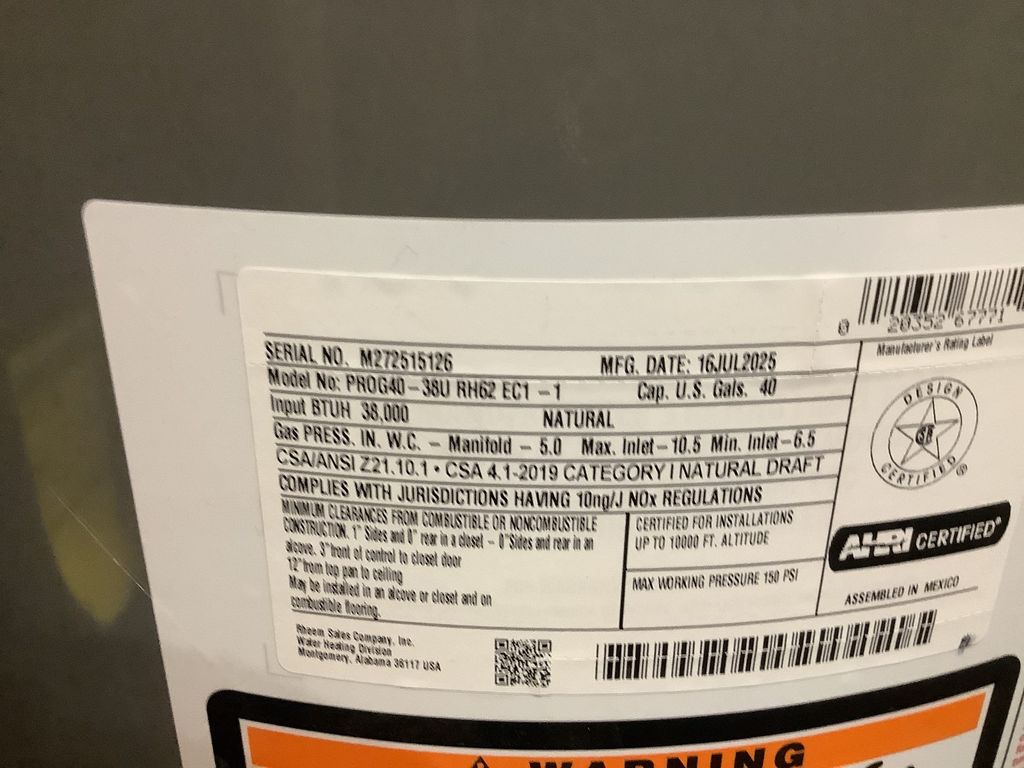 0 20352 67771
Manufacturer's Rating Label
SERIAL NO. M272515126 MFG. DATE: 16JUL2025
Model No: PROG40-38U RH62 EC1 -1 Cap. U.S. Gals. 40
Input BTUH 38,000 NATURAL
Gas PRESS. IN. W.C. - Manifold - 5.0 Max. Inlet-10.5 Min. Inlet-6.5
CSA/ANSI Z21.10.1 • CSA 4.1-2019 CATEGORY I NATURAL DRAFT
COMPLIES WITH JURISDICTIONS HAVING 10ng/J NOx REGULATIONS
MINIMUM CLEARANCES FROM COMBUSTIBLE OR NONCOMBUSTIBLE
CONSTRUCTION. 1" Sides and 0" rear in a closet - 0"Sides and rear in an
alcove. 3"front of control to closet door
12"from top pan to ceiling
May be installed in an alcove or closet and on
combustible flooring.
CERTIFIED FOR INSTALLATIONS
UP TO 10000 FT. ALTITUDE
MAX WORKING PRESSURE 150 PSI
DESIGN
CERTIFIED®
AHRI CERTIFIED®
ASSEMBLED IN MEXICO
Rheem Sales Company, Inc.
Water Heating Division
Montgomery, Alabama 36117 USA
WARNING